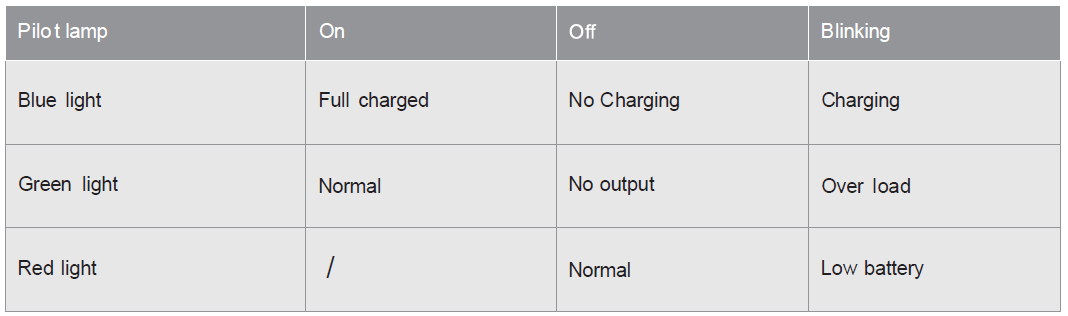 Pilot lamp On Off Blinking
Blue light Full charged No Charging Charging
Green light Normal No output Over load
Red light / Normal Low battery